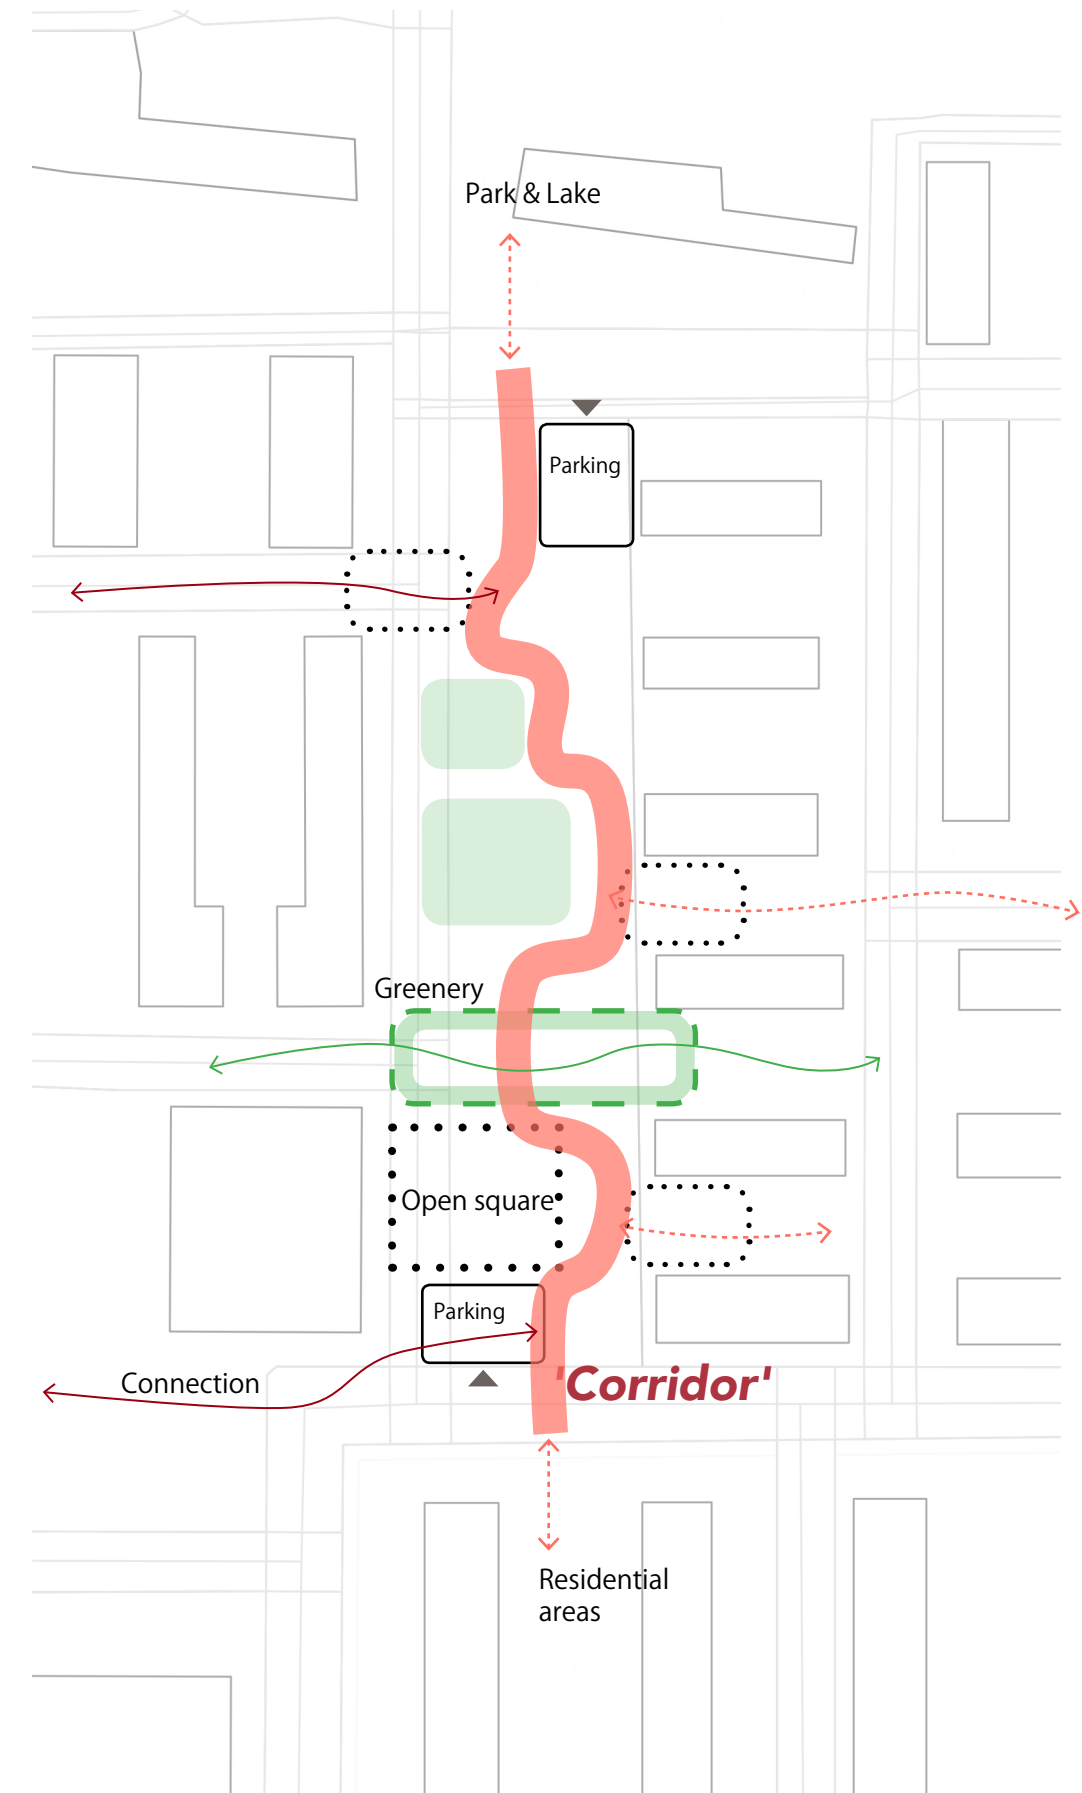 Park & Lake
Parking
Greenery
Open square
Parking
Connection
'Corridor'
Residential
areas